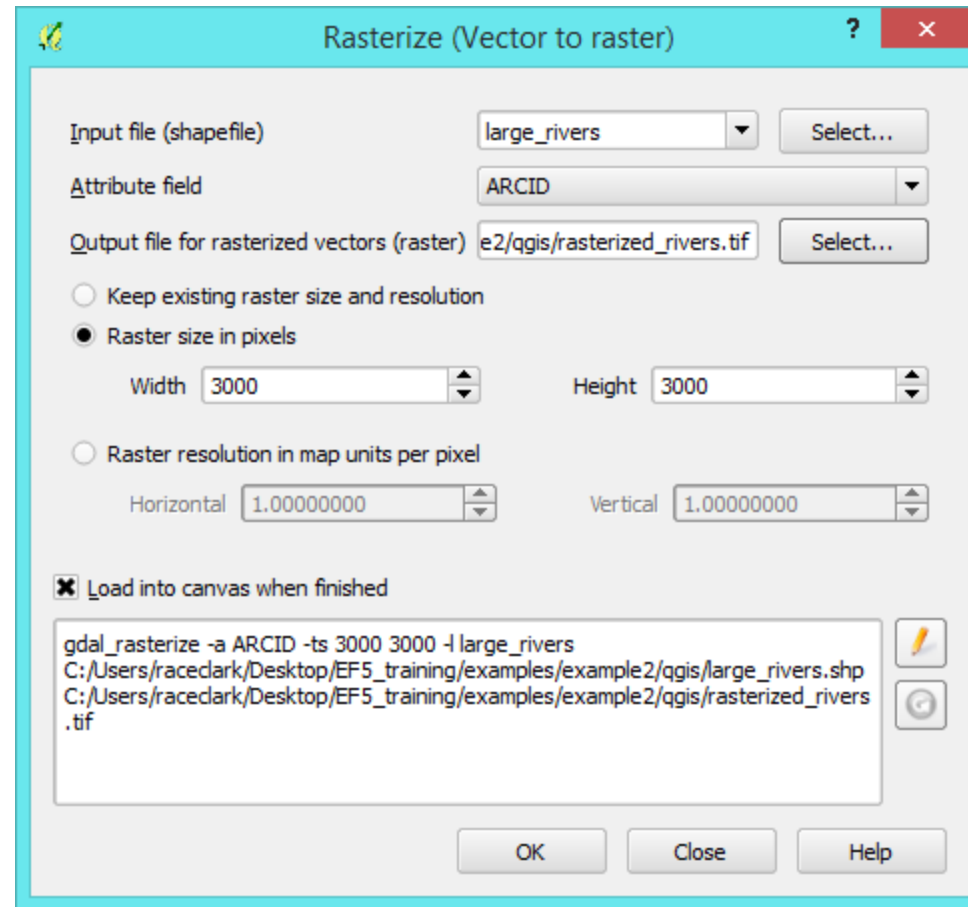 Rasterize (Vector to raster) ? ×
Input file (shapefile) large_rivers Select...
Attribute field ARCID
Output file for rasterized vectors (raster) e2/qgis/rasterized_rivers.tif Select...
Keep existing raster size and resolution
Raster size in pixels
Width 3000 Height 3000
Raster resolution in map units per pixel
Horizontal 1.00000000 Vertical 1.00000000
Load into canvas when finished
gdal_rasterize -a ARCID -ts 3000 3000 -l large_rivers
C:/Users/raceclark/Desktop/EF5_training/examples/example2/qgis/large_rivers.shp
C:/Users/raceclark/Desktop/EF5_training/examples/example2/qgis/rasterized_rivers
.tif
OK Close Help